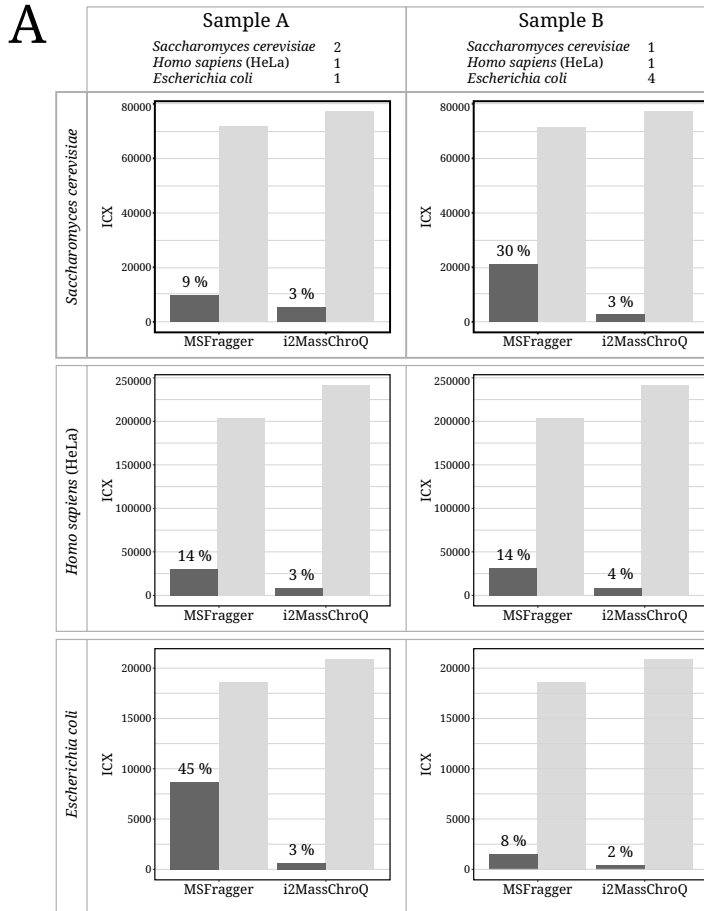 A
Sample A
Sample B
Saccharomyces cerevisiae 2
Homo sapiens (HeLa) 1
Escherichia coli 1
Saccharomyces cerevisiae 1
Homo sapiens (HeLa) 1
Escherichia coli 4
Saccharomyces cerevisiae
ICX
80000
60000
40000
20000
0
9 %
3 %
MSFragger
i2MassChroQ
ICX
80000
60000
40000
20000
0
30 %
3 %
MSFragger
i2MassChroQ
Homo sapiens (HeLa)
ICX
250000
200000
150000
100000
50000
0
14 %
3 %
MSFragger
i2MassChroQ
ICX
250000
200000
150000
100000
50000
0
14 %
4 %
MSFragger
i2MassChroQ
Escherichia coli
ICX
20000
15000
10000
5000
0
45 %
3 %
MSFragger
i2MassChroQ
ICX
20000
15000
10000
5000
0
8 %
2 %
MSFragger
i2MassChroQ